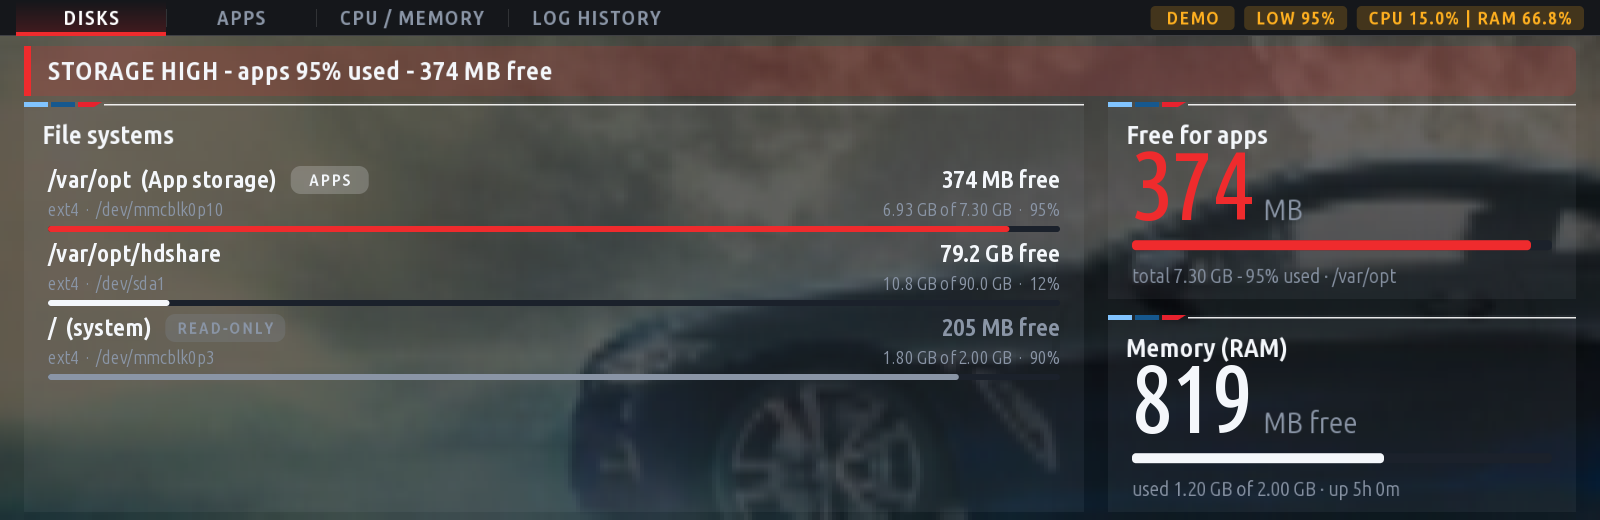 DISKS APPS CPU / MEMORY LOG HISTORY DEMO LOW 95% CPU 15.0% | RAM 66.8%
STORAGE HIGH - apps 95% used - 374 MB free
File systems
/var/opt (App storage) APPS 374 MB free
ext4 · /dev/mmcblk0p10 6.93 GB of 7.30 GB · 95%
/var/opt/hdshare 79.2 GB free
ext4 · /dev/sda1 10.8 GB of 90.0 GB · 12%
/ (system) READ-ONLY 205 MB free
ext4 · /dev/mmcblk0p3 1.80 GB of 2.00 GB · 90%
Free for apps
374 MB
total 7.30 GB - 95% used · /var/opt
Memory (RAM)
819 MB free
used 1.20 GB of 2.00 GB · up 5h 0m